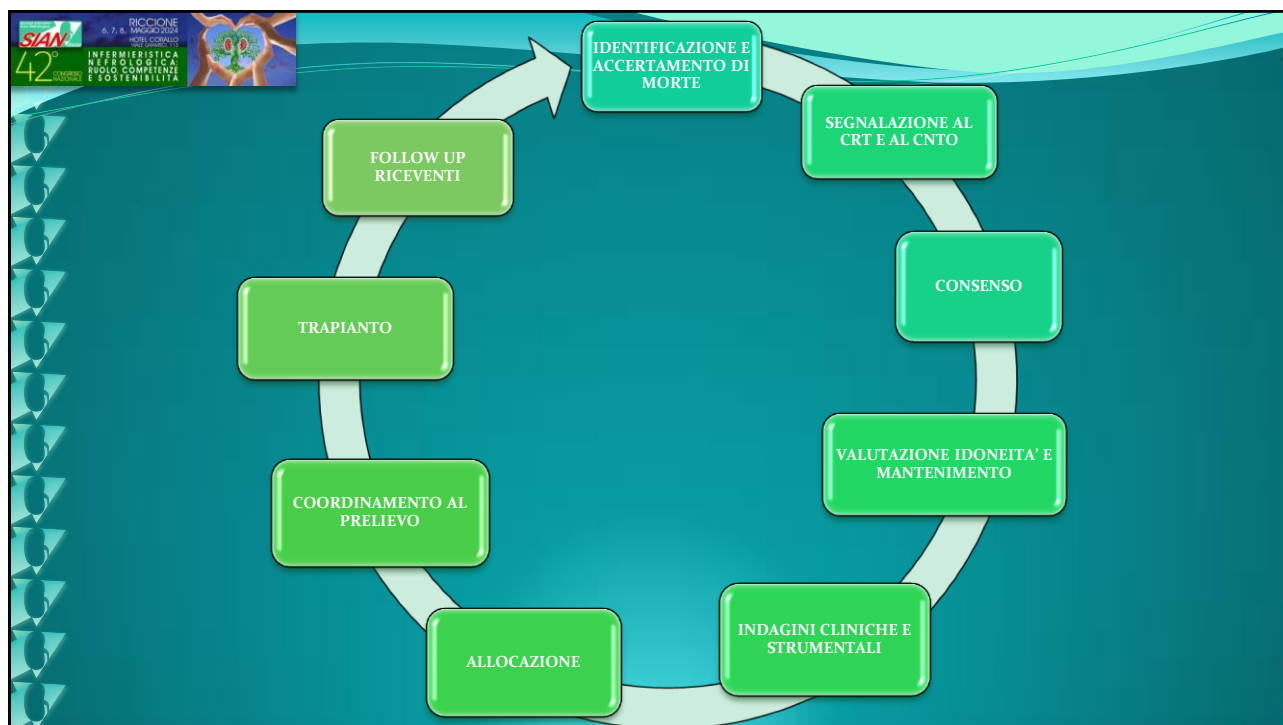 RICCIONE
6, 7, 8, MAGGIO 2024
HOTEL CORALLO
SIAN
42°
CONGRESSO
NAZIONALE
INFERMIERISTICA
NEFROLOGICA:
RUOLO, COMPETENZE
E SOSTENIBILITÀ
IDENTIFICAZIONE E
ACCERTAMENTO DI
MORTE
SEGNALAZIONE AL
CRT E AL CNTO
CONSENSO
VALUTAZIONE IDONEITA' E
MANTENIMENTO
INDAGINI CLINICHE E
STRUMENTALI
ALLOCAZIONE
COORDINAMENTO AL
PRELIEVO
TRAPIANTO
FOLLOW UP
RICEVENTI